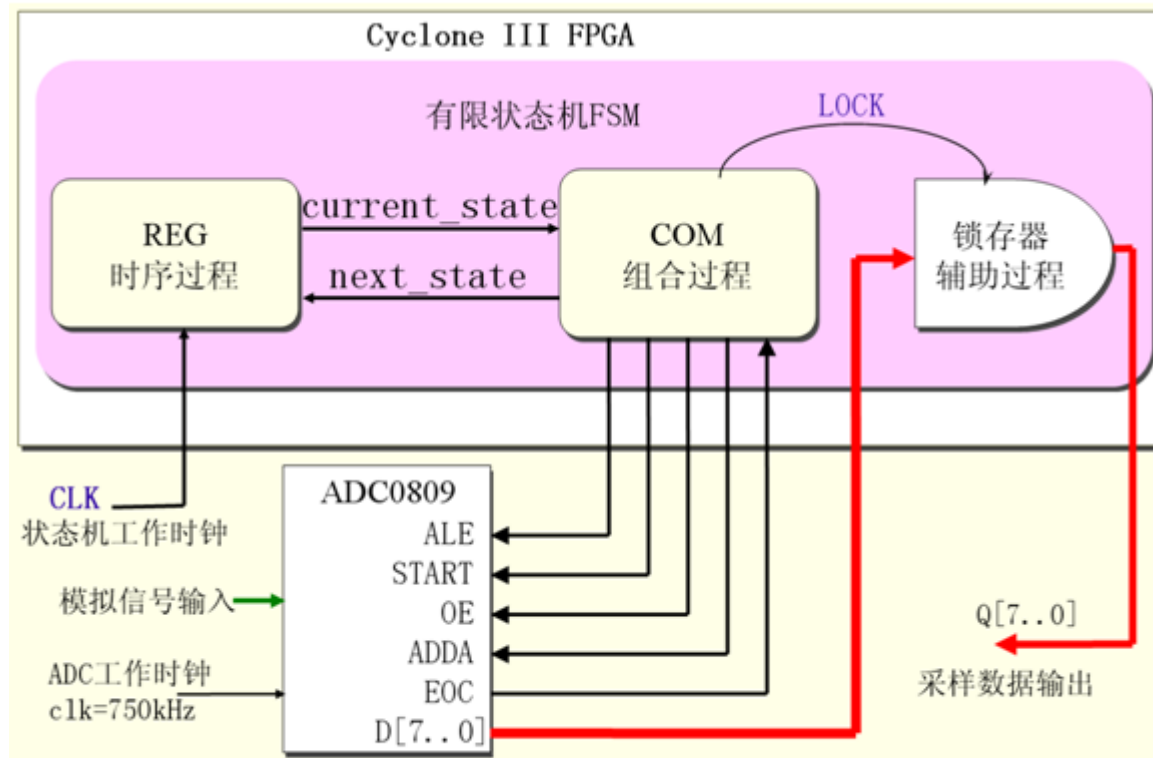 Cyclone III FPGA
有限状态机FSM
LOCK
REG
时序过程
current_state
next_state
COM
组合过程
锁存器
辅助过程
CLK
状态机工作时钟
模拟信号输入
ADC工作时钟
clk=750kHz
ADC0809
ALE
START
OE
ADDA
EOC
D[7..0]
Q[7..0]
采样数据输出